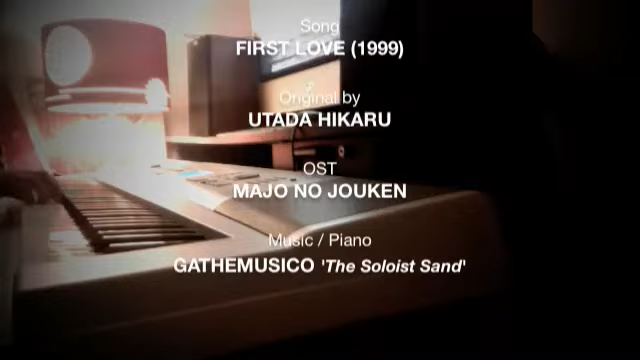 Song
FIRST LOVE (1999)
Original by
UTADA HIKARU
OST
MAJO NO JOUKEN
Music / Piano
GATHEMUSICO 'The Soloist Sand'